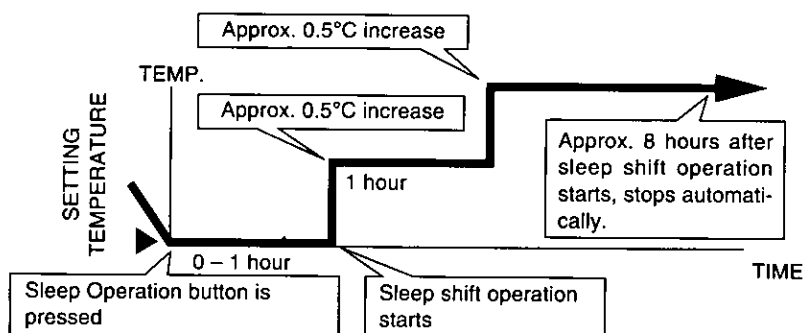 Approx. 0.5°C increase
TEMP.
Approx. 0.5°C increase
SETTING
TEMPERATURE
1 hour
Approx. 8 hours after
sleep shift operation
starts, stops automati-
cally.
0 – 1 hour
TIME
Sleep Operation button is
pressed
Sleep shift operation
starts